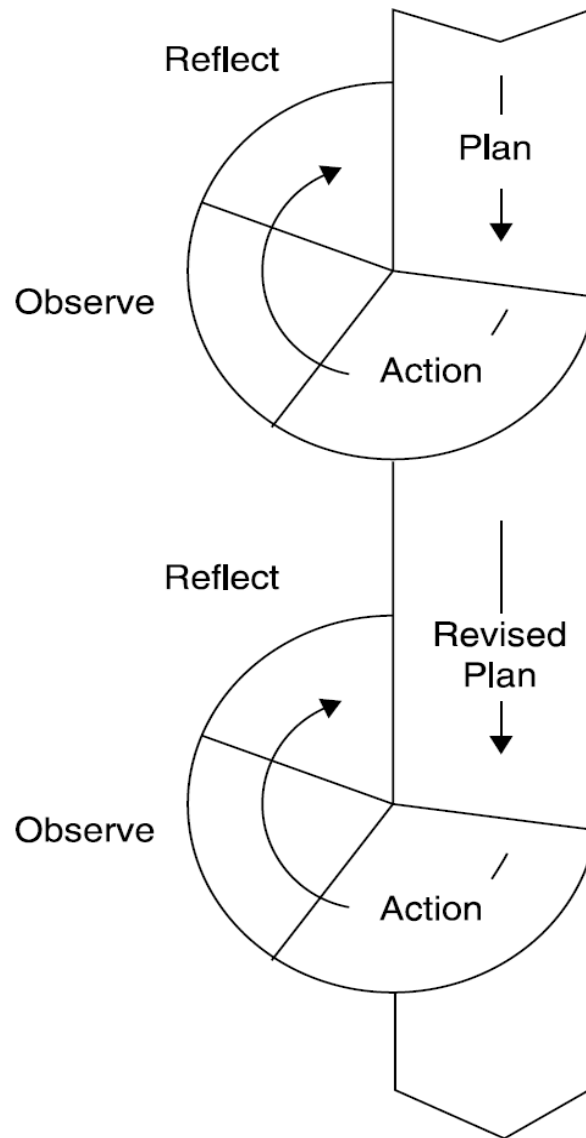 Reflect
Plan
Observe
Action
Reflect
Revised
Plan
Observe
Action